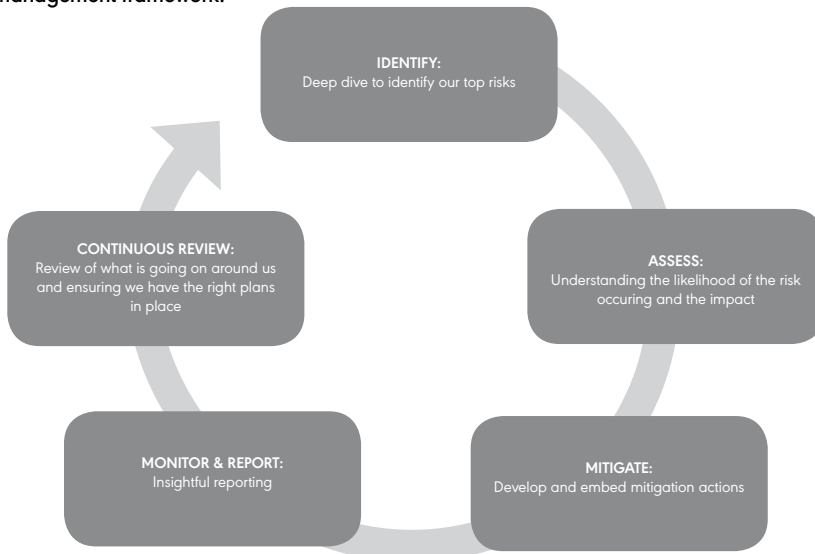 management framework.
IDENTIFY:
Deep dive to identify our top risks
ASSESS:
Understanding the likelihood of the risk
occuring and the impact
MITIGATE:
Develop and embed mitigation actions
MONITOR & REPORT:
Insightful reporting
CONTINUOUS REVIEW:
Review of what is going on around us
and ensuring we have the right plans
in place